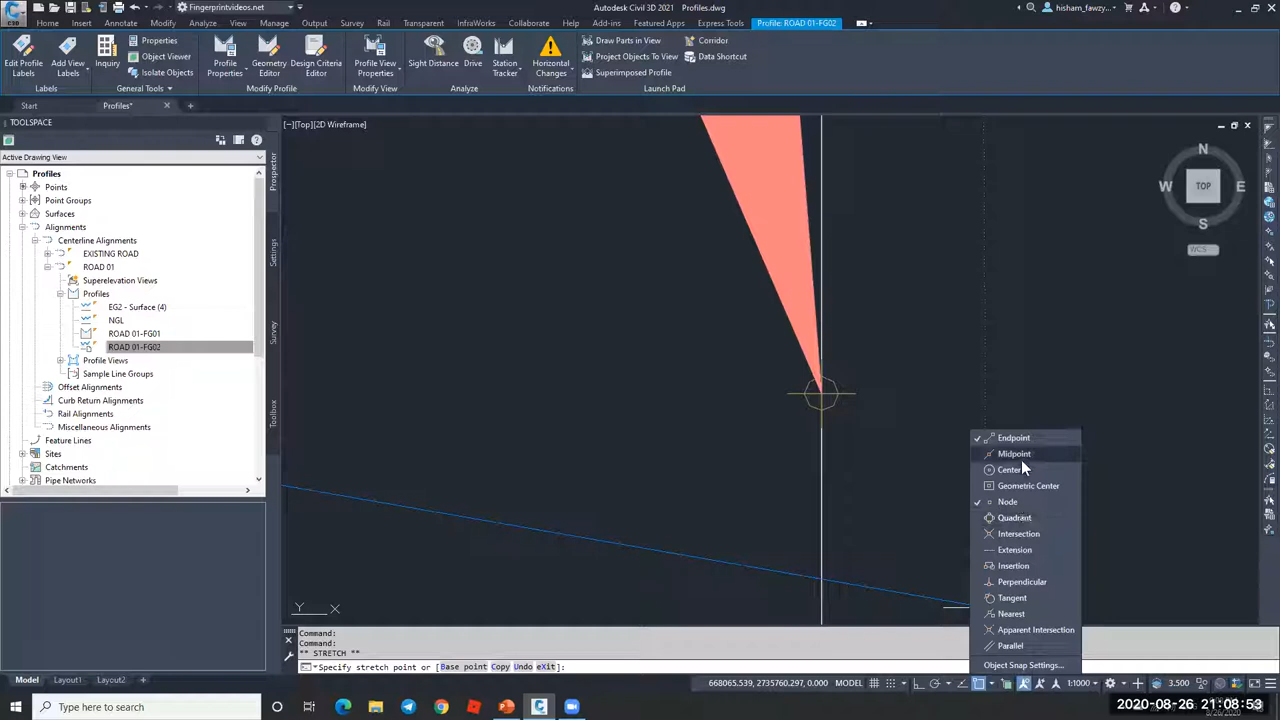 Fingerprintvideos.net
Autodesk Civil 3D 2021 Profiles.dwg
hisham_fawzy...
C3D
Home Insert Annotate Modify Analyze View Manage Output Survey Rail Transparent InfraWorks Collaborate Help Add-ins Featured Apps Express Tools Profile: ROAD 01-FG02
Edit Profile Labels
Add View Labels
Labels
Inquiry
Properties
Object Viewer
Isolate Objects
General Tools
Profile Properties
Geometry Editor
Design Criteria Editor
Modify Profile
Profile View Properties
Modify View
Sight Distance
Drive
Station Tracker
Analyze
Horizontal Changes
Notifications
Draw Parts in View
Project Objects To View
Superimposed Profile
Corridor
Data Shortcut
Launch Pad
Start
Profiles*
TOOLSPACE
Active Drawing View
Profiles
Points
Point Groups
Surfaces
Alignments
Centerline Alignments
EXISTING ROAD
ROAD 01
Superelevation Views
Profiles
EG2 - Surface (4)
NGL
ROAD 01-FG01
ROAD 01-FG02
Profile Views
Sample Line Groups
Offset Alignments
Curb Return Alignments
Rail Alignments
Miscellaneous Alignments
Feature Lines
Sites
Catchments
Pipe Networks
Prospector
Settings
Survey
Toolbox
[−][Top][2D Wireframe]
N
W TOP E
S
WCS
Endpoint
Midpoint
Center
Geometric Center
Node
Quadrant
Intersection
Extension
Insertion
Perpendicular
Tangent
Nearest
Apparent Intersection
Parallel
Object Snap Settings...
Y X
Command:
Command:
** STRETCH **
Specify stretch point or [Base point Copy Undo eXit]:
Model Layout1 Layout2
668065.539, 2735760.297, 0.000 MODEL 1:1000 3.500
Type here to search
2020-08-26 21:08:53